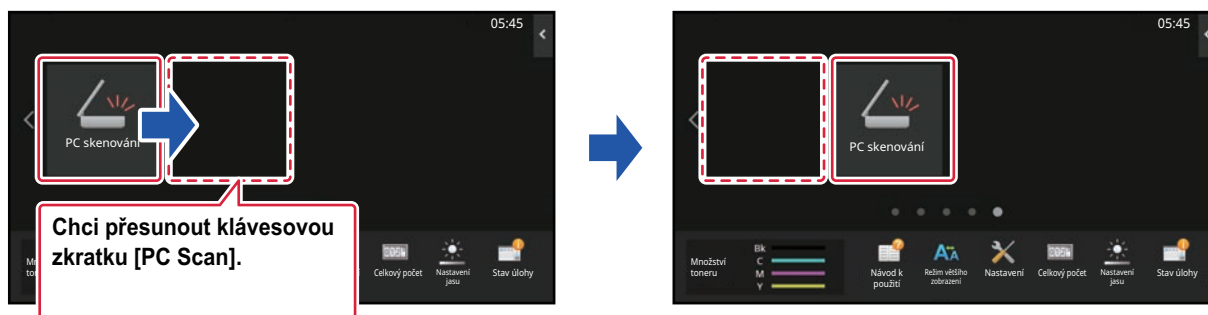 05:45
PC skenování
Chci přesunout klávesovou
zkratku [PC Scan].
Celkový počet
Nastavení
jasu
Stav úlohy
05:45
PC skenování
Množství
toneru
Bk
C
M
Y
Návod k
použití
Režim většího
zobrazení
Nastavení
Celkový počet
Nastavení
jasu
Stav úlohy